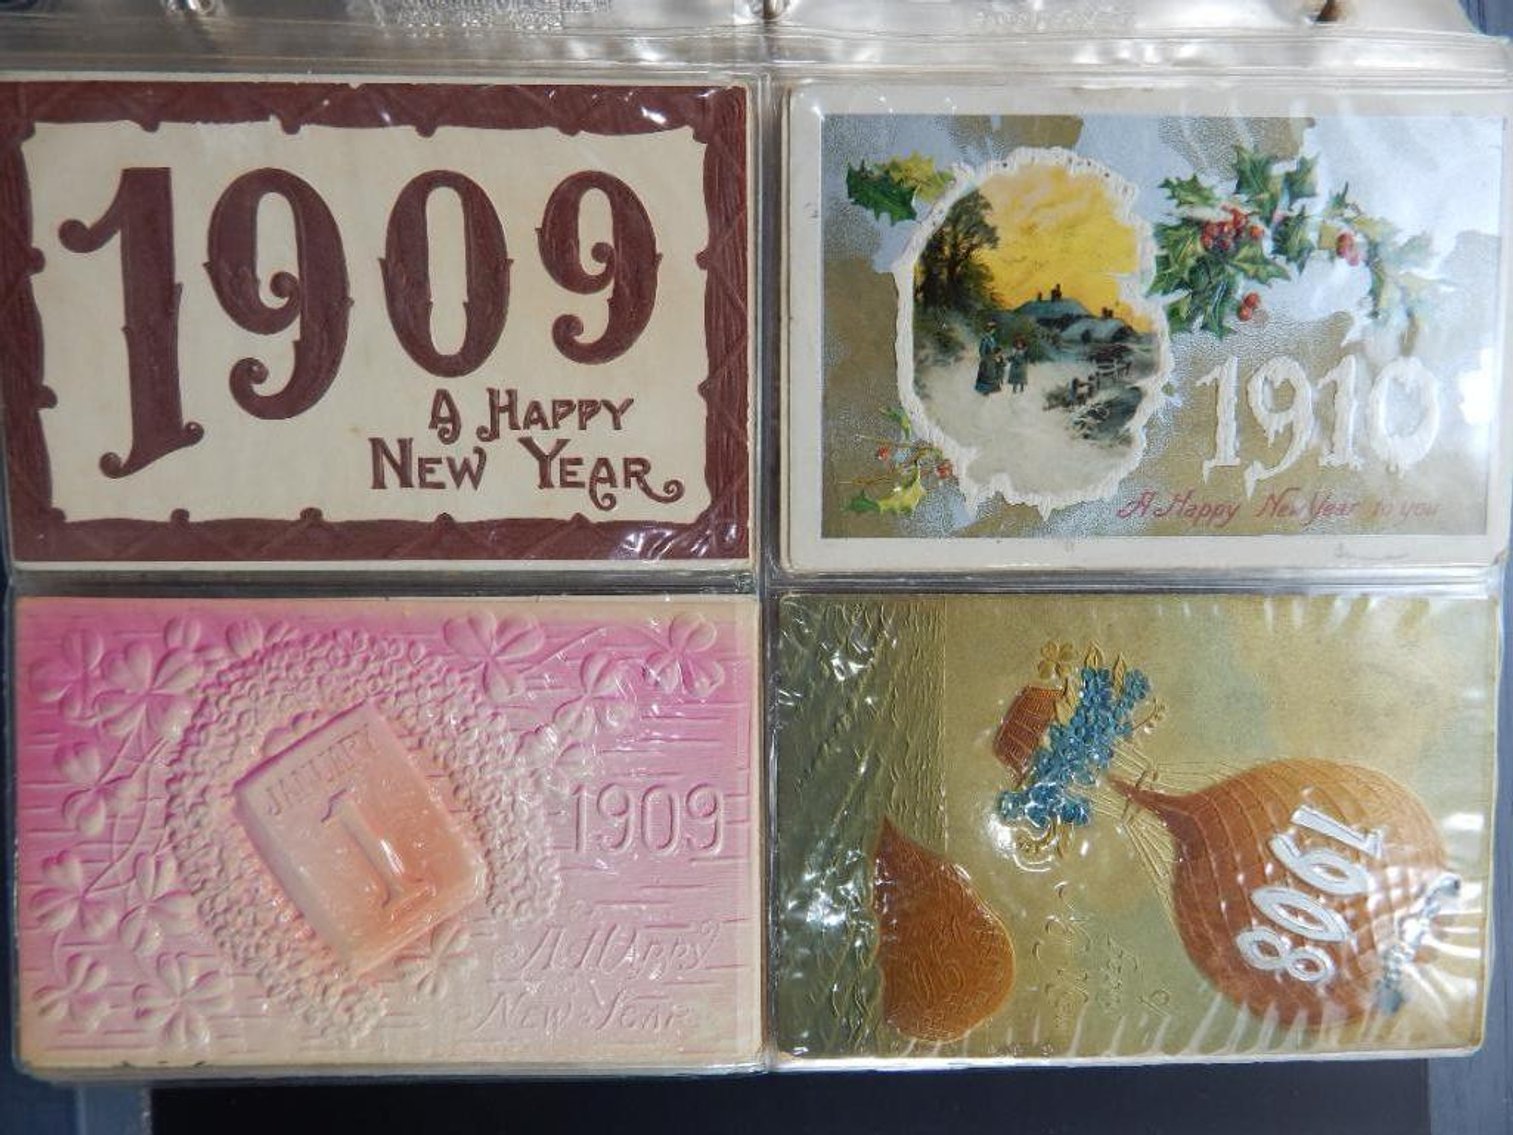 1909
A HAPPY
NEW YEAR
1910
A Happy New Year to you
JANUARY
1
1909
A Happy
New Year
1908